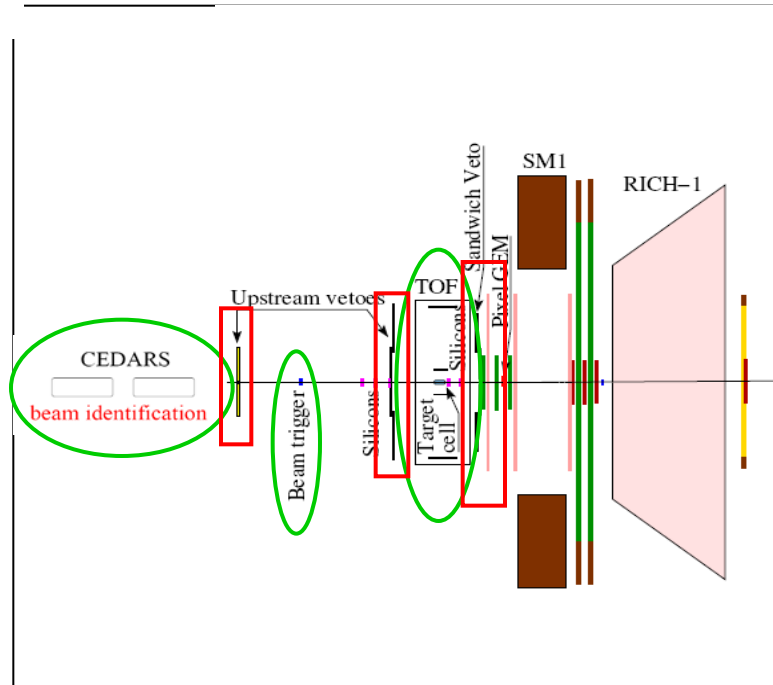 CEDARS
beam identification
Upstream vetoes
Beam trigger
Silicons
TOF
Target
cell
Silicons
Sandwich Veto
Pixel GEM
SM1
RICH−1